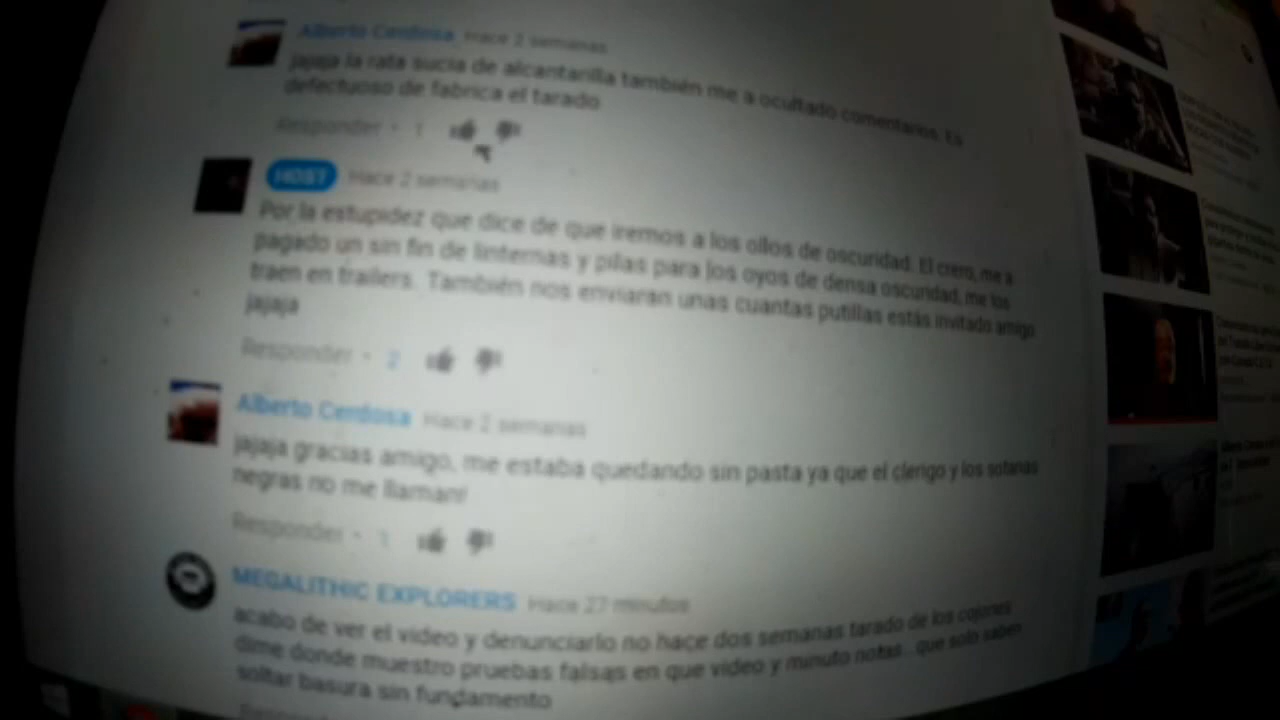 Alberto Cerdosa Hace 2 semanas
jajaja la rata sucia de alcantarilla también me a ocultado comentarios. Es
defectuoso de fabrica el tarado
Responder • 1
HOST Hace 2 semanas
Por la estupidez que dice de que iremos a los ollos de oscuridad. El crero, me a
pagado un sin fin de linternas y pilas para los oyos de densa oscuridad, me los
traen en trailers. También nos enviaran unas cuantas putillas estás invitado amigo
jajaja
Responder • 2
Alberto Cerdosa Hace 2 semanas
jajaja gracias amigo, me estaba quedando sin pasta ya que el clerigo y los sotanas
negras no me llaman!
Responder • 1
MEGALITHIC EXPLORERS Hace 27 minutos
acabo de ver el video y denunciarlo no hace dos semanas tarado de los cojones
dime donde muestro pruebas falsas en que video y minuto notas...que solo saben
soltar basura sin fundamento